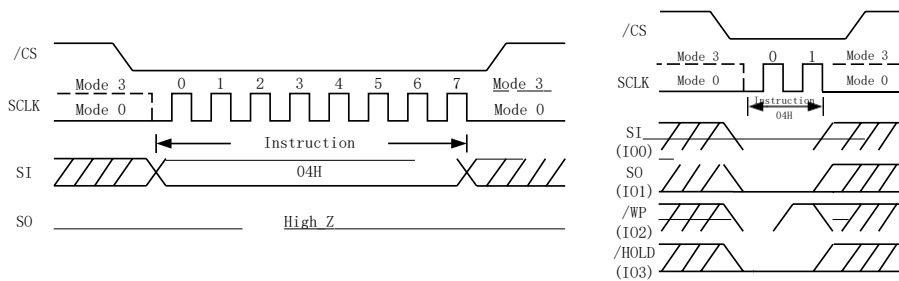 /CS
Mode 3 0 1 2 3 4 5 6 7 Mode 3
SCLK
Mode 0 Mode 0
Instruction
SI 04H
SO High_Z
/CS
Mode 3 0 1 Mode 3
SCLK Mode 0 Mode 0
Instruction
04H
SI
(IO0)
SO
(IO1)
/WP
(IO2)
/HOLD
(IO3)